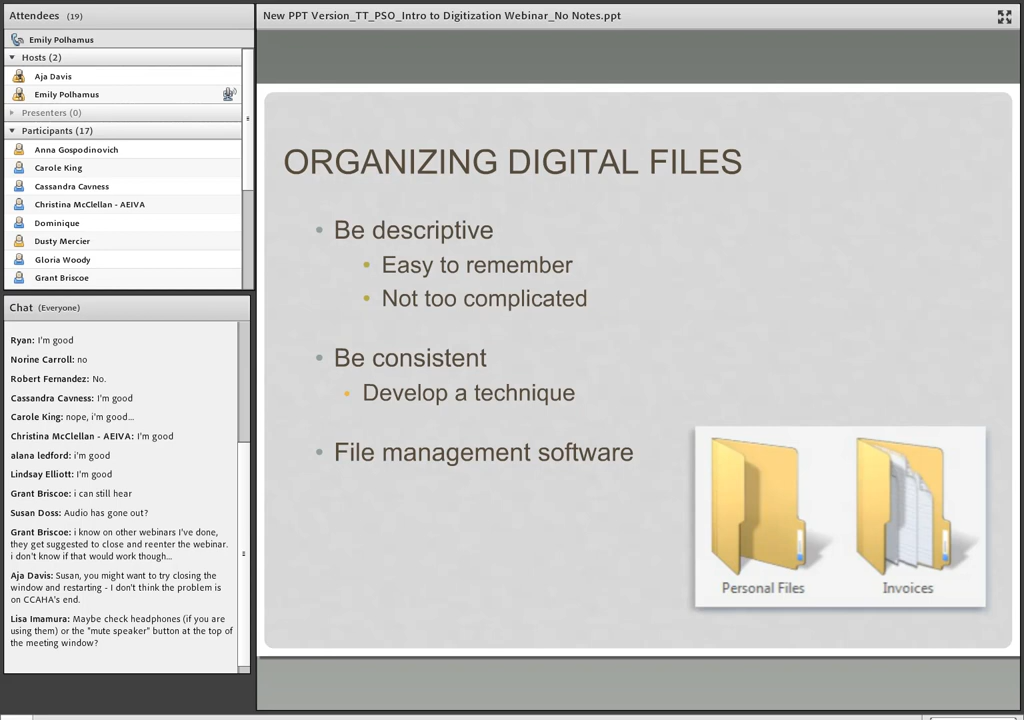 Attendees (19)
Emily Polhamus
Hosts (2)
Aja Davis
Emily Polhamus
Presenters (0)
Participants (17)
Anna Gospodinovich
Carole King
Cassandra Cavness
Christina McClellan - AEIVA
Dominique
Dusty Mercier
Gloria Woody
Grant Briscoe
Chat (Everyone)
Ryan: I'm good
Norine Carroll: no
Robert Fernandez: No.
Cassandra Cavness: I'm good
Carole King: nope, i'm good...
Christina McClellan - AEIVA: I'm good
alana ledford: i'm good
Lindsay Elliott: I'm good
Grant Briscoe: i can still hear
Susan Doss: Audio has gone out?
Grant Briscoe: i know on other webinars I've done,
they get suggested to close and reenter the webinar.
i don't know if that would work though...
Aja Davis: Susan, you might want to try closing the
window and restarting - I don't think the problem is
on CCAHA's end.
Lisa Imamura: Maybe check headphones (if you are
using them) or the "mute speaker" button at the top of
the meeting window?
New PPT Version_TT_PSO_Intro to Digitization Webinar_No Notes.ppt
ORGANIZING DIGITAL FILES
• Be descriptive
• Easy to remember
• Not too complicated
• Be consistent
• Develop a technique
• File management software
Personal Files
Invoices